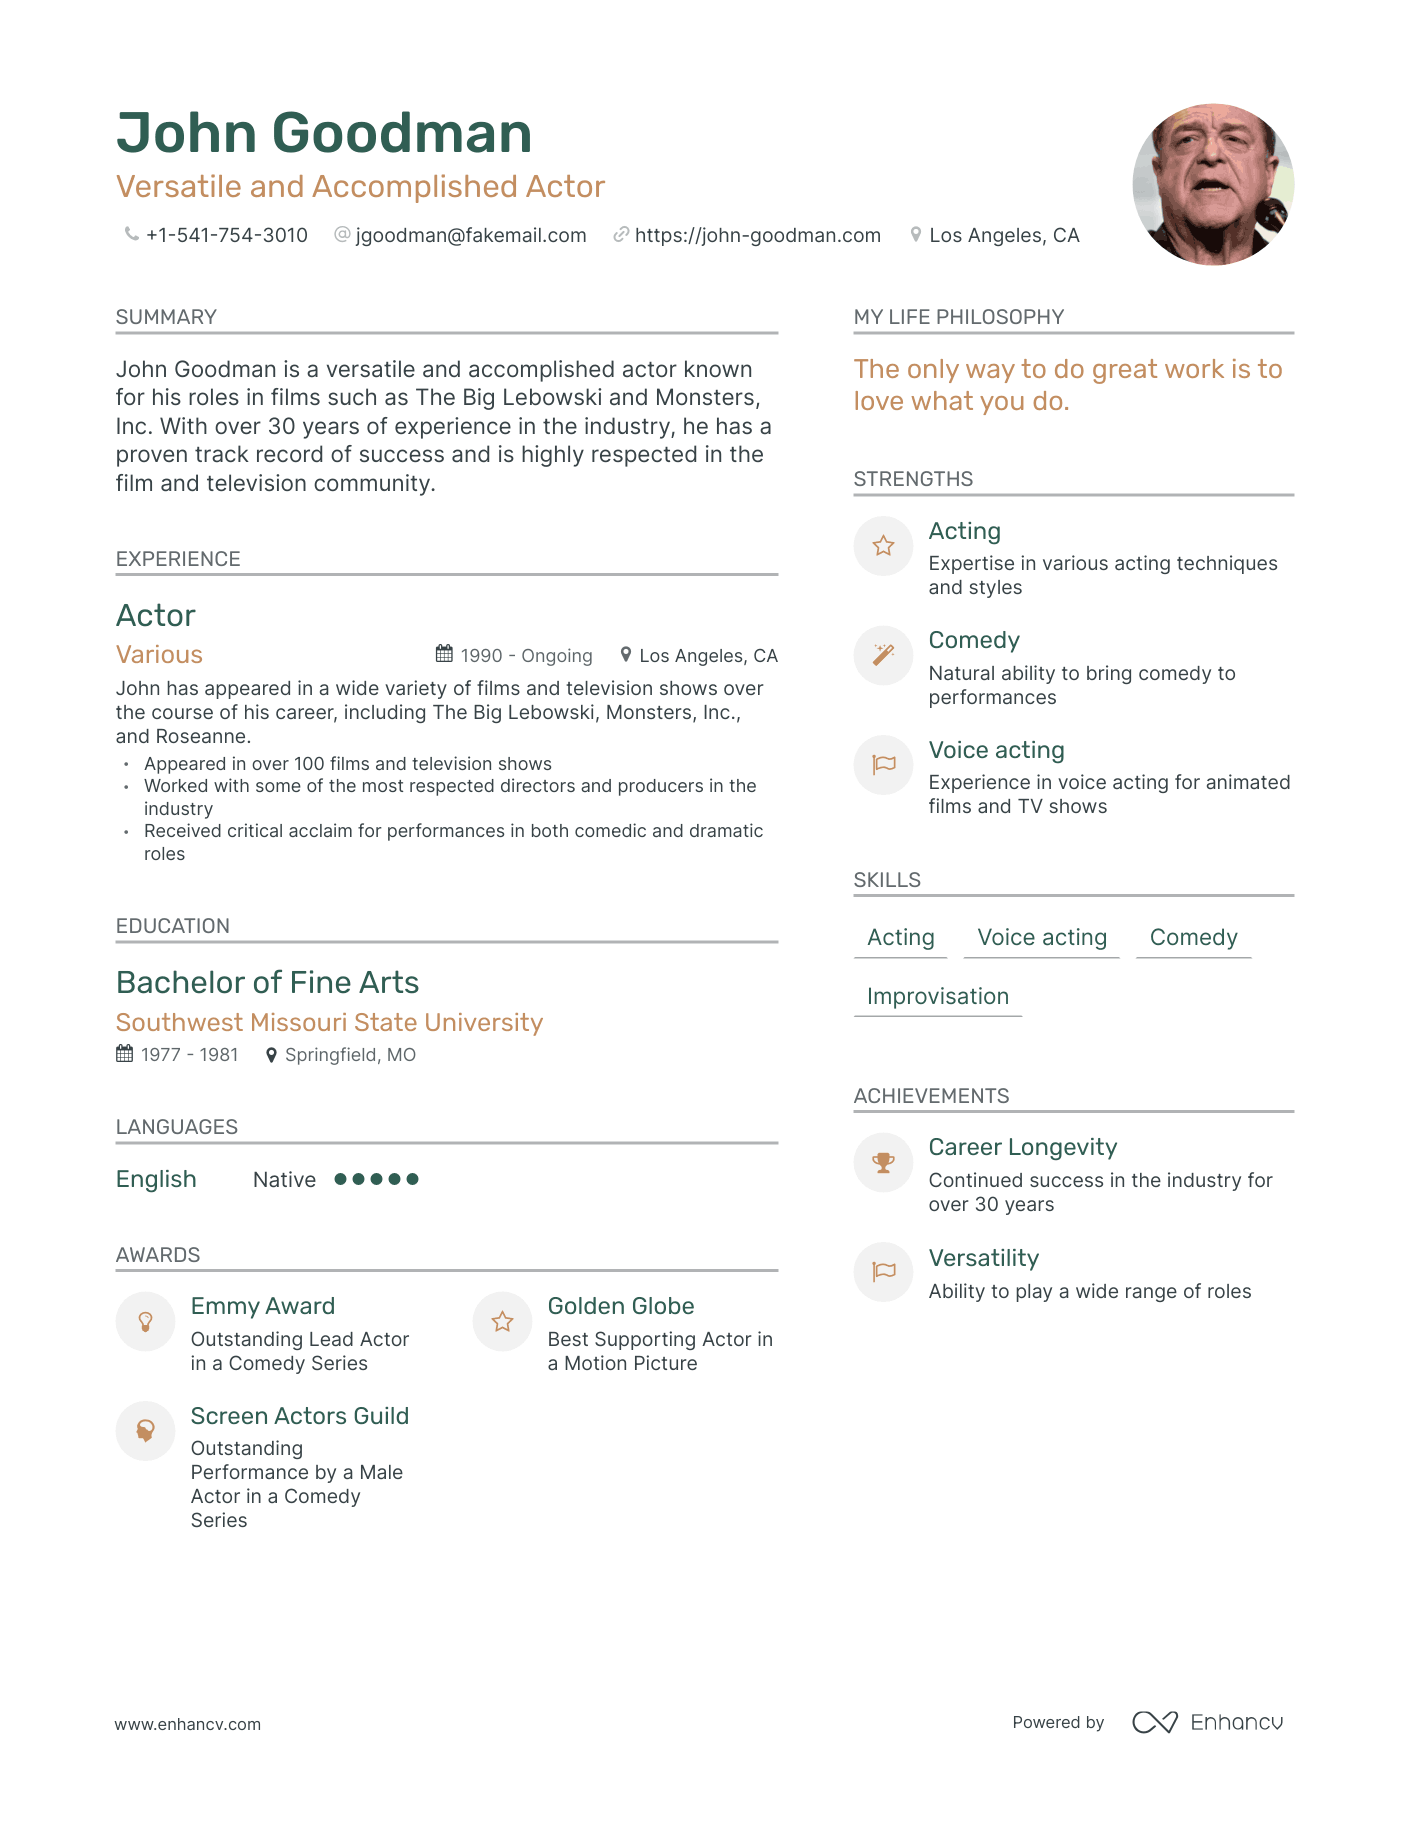 John Goodman
Versatile and Accomplished Actor
+1-541-754-3010 @ jgoodman@fakemail.com https://john-goodman.com Los Angeles, CA
SUMMARY
John Goodman is a versatile and accomplished actor known
for his roles in films such as The Big Lebowski and Monsters,
Inc. With over 30 years of experience in the industry, he has a
proven track record of success and is highly respected in the
film and television community.
EXPERIENCE
Actor
Various 1990 - Ongoing Los Angeles, CA
John has appeared in a wide variety of films and television shows over
the course of his career, including The Big Lebowski, Monsters, Inc.,
and Roseanne.
• Appeared in over 100 films and television shows
• Worked with some of the most respected directors and producers in the
industry
• Received critical acclaim for performances in both comedic and dramatic
roles
EDUCATION
Bachelor of Fine Arts
Southwest Missouri State University
1977 - 1981 Springfield, MO
LANGUAGES
English Native
AWARDS
Emmy Award
Outstanding Lead Actor
in a Comedy Series
Golden Globe
Best Supporting Actor in
a Motion Picture
Screen Actors Guild
Outstanding
Performance by a Male
Actor in a Comedy
Series
MY LIFE PHILOSOPHY
The only way to do great work is to
love what you do.
STRENGTHS
Acting
Expertise in various acting techniques
and styles
Comedy
Natural ability to bring comedy to
performances
Voice acting
Experience in voice acting for animated
films and TV shows
SKILLS
Acting Voice acting Comedy
Improvisation
ACHIEVEMENTS
Career Longevity
Continued success in the industry for
over 30 years
Versatility
Ability to play a wide range of roles
www.enhancv.com
Powered by Enhancv